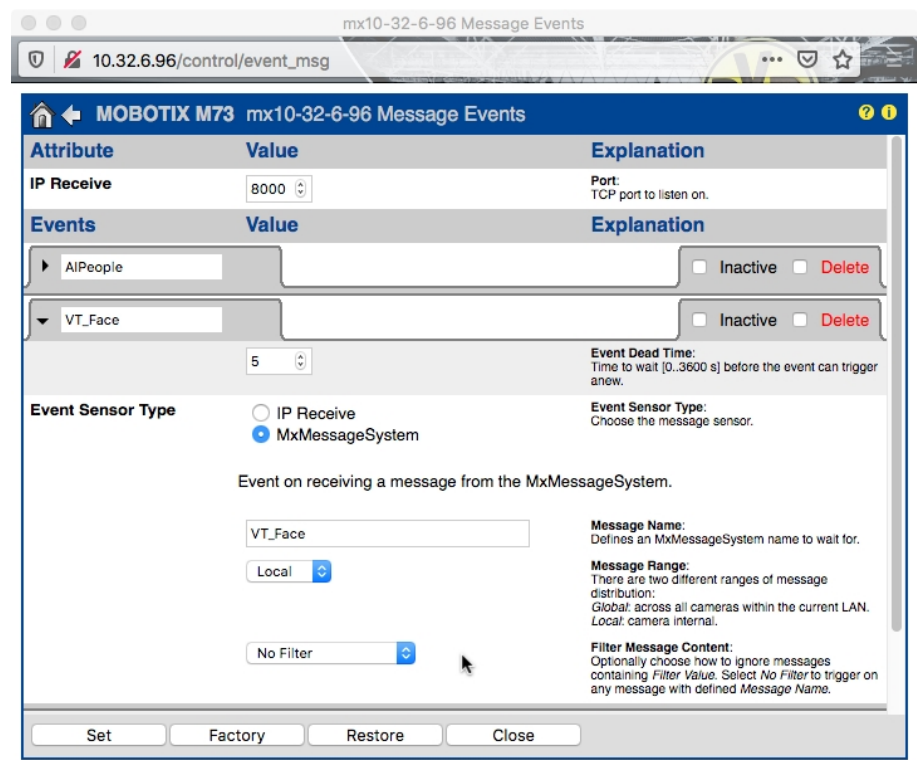 mx10-32-6-96 Message Events
10.32.6.96/control/event_msg
MOBOTIX M73 mx10-32-6-96 Message Events
Attribute Value Explanation
IP Receive 8000 Port:
TCP port to listen on.
Events Value Explanation
AIPeople Inactive Delete
VT_Face Inactive Delete
5 Event Dead Time:
Time to wait [0..3600 s] before the event can trigger
anew.
Event Sensor Type IP Receive Event Sensor Type:
MxMessageSystem Choose the message sensor.
Event on receiving a message from the MxMessageSystem.
VT_Face Message Name:
Defines an MxMessageSystem name to wait for.
Local Message Range:
There are two different ranges of message
distribution:
Global: across all cameras within the current LAN.
Local: camera internal.
No Filter Filter Message Content:
Optionally choose how to ignore messages
containing Filter Value. Select No Filter to trigger on
any message with defined Message Name.
Set Factory Restore Close